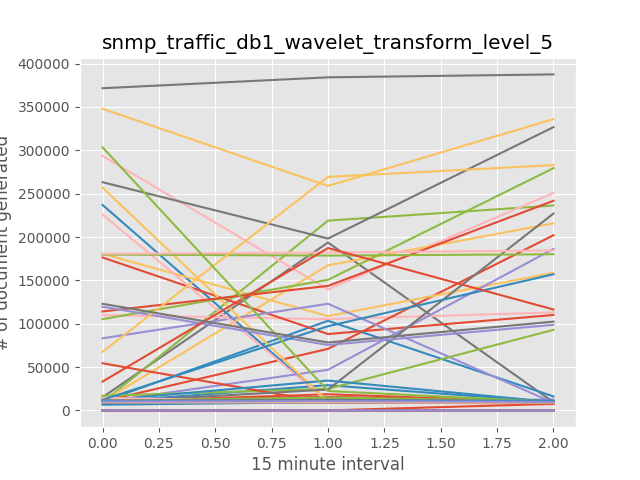 snmp_traffic_db1_wavelet_transform_level_5
400000
350000
300000
250000
200000
150000
100000
50000
0
# of document generated
0.00 0.25 0.50 0.75 1.00 1.25 1.50 1.75 2.00
15 minute interval